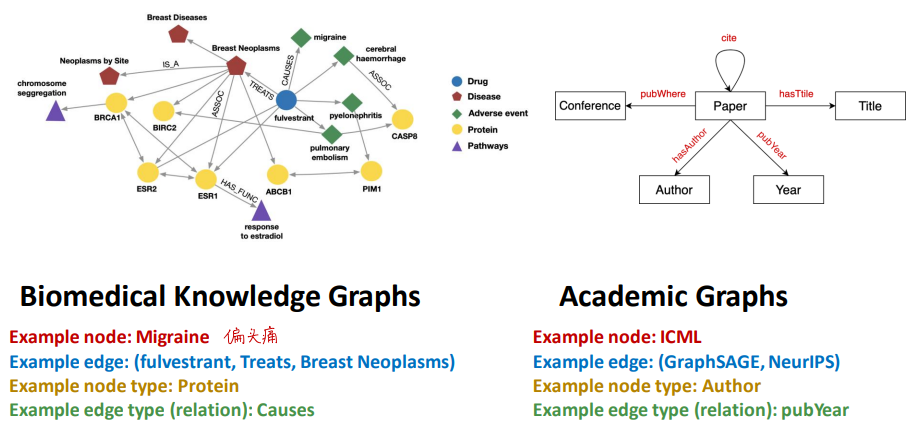 Breast Diseases
Breast Neoplasms
migraine
cerebral
haemorrhage
Neoplasms by Site
IS_A
CAUSES
ASSOC
chromosome
seggregation
TREATS
ASSOC
BRCA1
BIRC2
fulvestrant
pyelonephritis
pulmonary
embolism
CASP8
ESR2
ESR1
HAS_FUNC
ABCB1
PIM1
response
to estradiol
Drug
Disease
Adverse event
Protein
Pathways
cite
Conference
pubWhere
Paper
hasTtile
Title
hasAuthor
pubYear
Author
Year
Biomedical Knowledge Graphs
Example node: Migraine 偏头痛
Example edge: (fulvestrant, Treats, Breast Neoplasms)
Example node type: Protein
Example edge type (relation): Causes
Academic Graphs
Example node: ICML
Example edge: (GraphSAGE, NeurIPS)
Example node type: Author
Example edge type (relation): pubYear